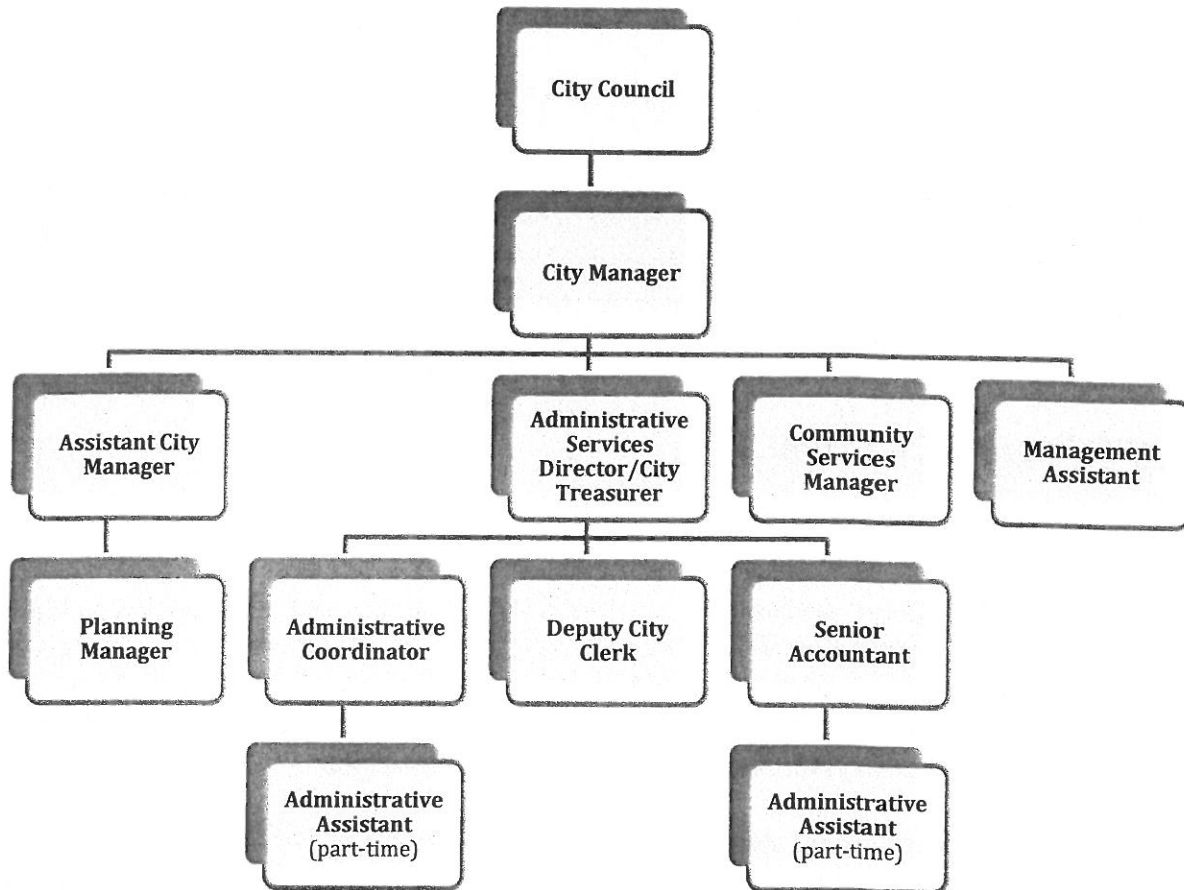 City Council
City Manager
Assistant City
Manager
Administrative
Services
Director/City
Treasurer
Community
Services
Manager
Management
Assistant
Planning
Manager
Administrative
Coordinator
Deputy City
Clerk
Senior
Accountant
Administrative
Assistant
(part-time)
Administrative
Assistant
(part-time)